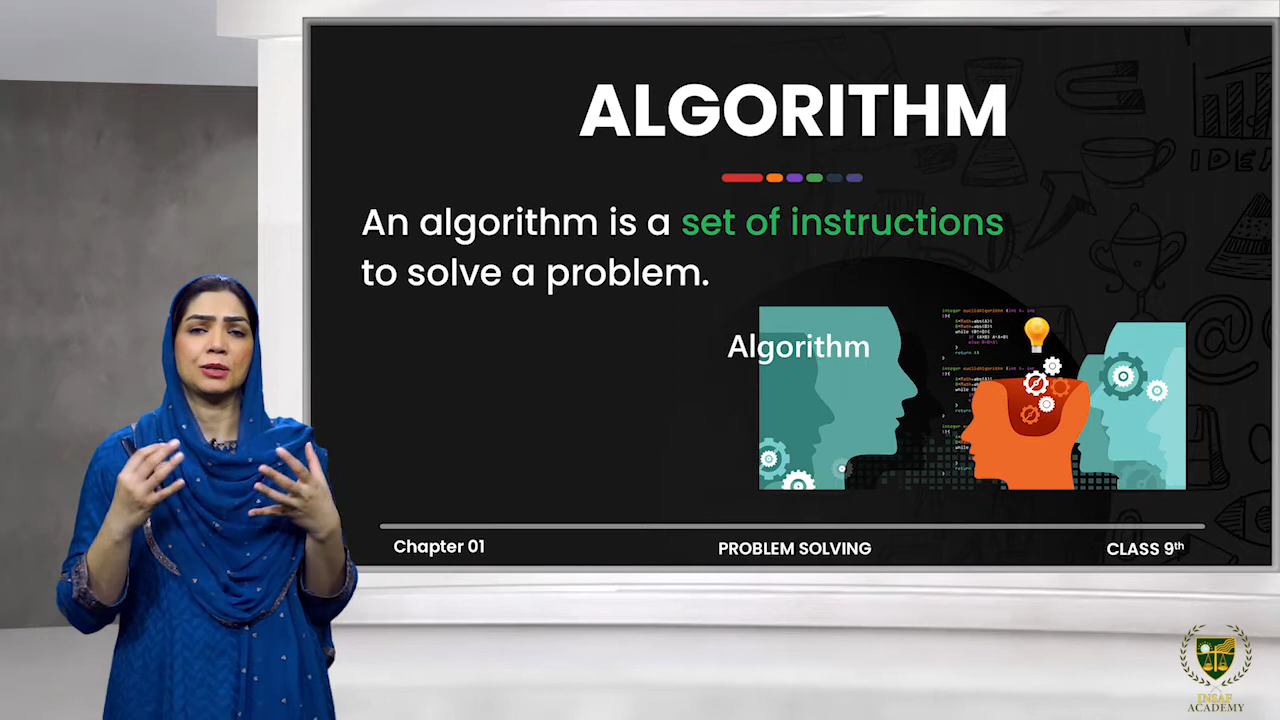 ALGORITHM
An algorithm is a set of instructions
to solve a problem.
Algorithm
Chapter 01
PROBLEM SOLVING
CLASS 9th
IDEA
INSAF
ACADEMY